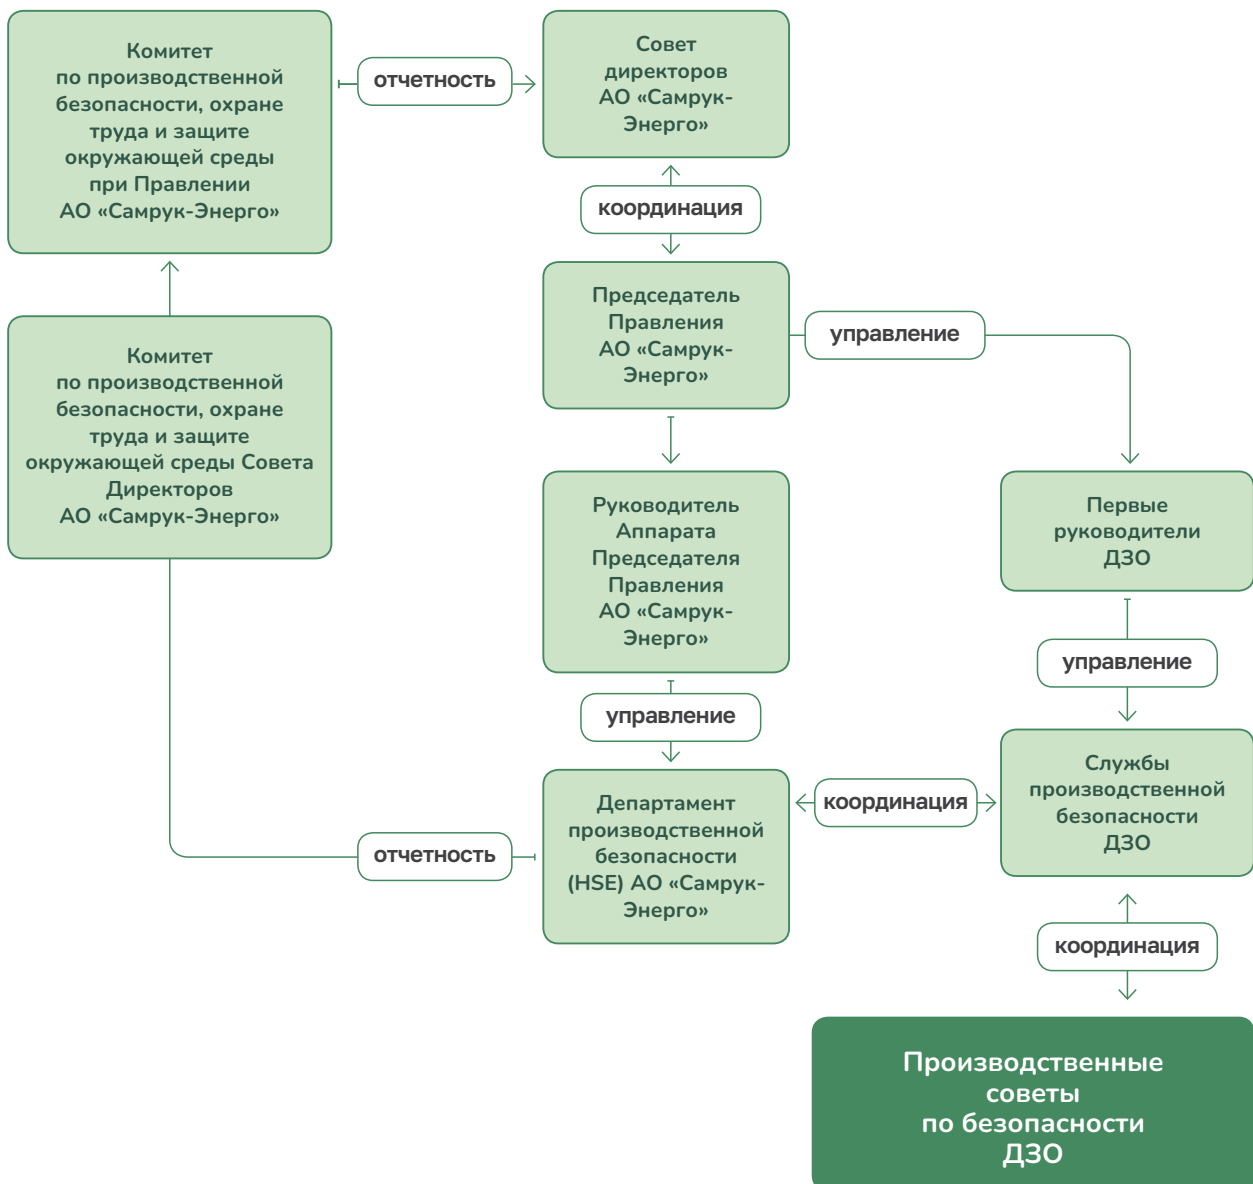 Комитет
по производственной
безопасности, охране
труда и защите
окружающей среды
при Правлении
АО «Самрук-Энерго»
отчетность
Совет
директоров
АО «Самрук-
Энерго»
координация
Председатель
Правления
АО «Самрук-
Энерго»
управление
Комитет
по производственной
безопасности, охране
труда и защите
окружающей среды Совета
Директоров
АО «Самрук-Энерго»
Руководитель
Аппарата
Председателя
Правления
АО «Самрук-
Энерго»
Первые
руководители
ДЗО
управление
управление
Департамент
производственной
безопасности
(HSE) АО «Самрук-
Энерго»
координация
Службы
производственной
безопасности
ДЗО
отчетность
координация
Производственные
советы
по безопасности
ДЗО